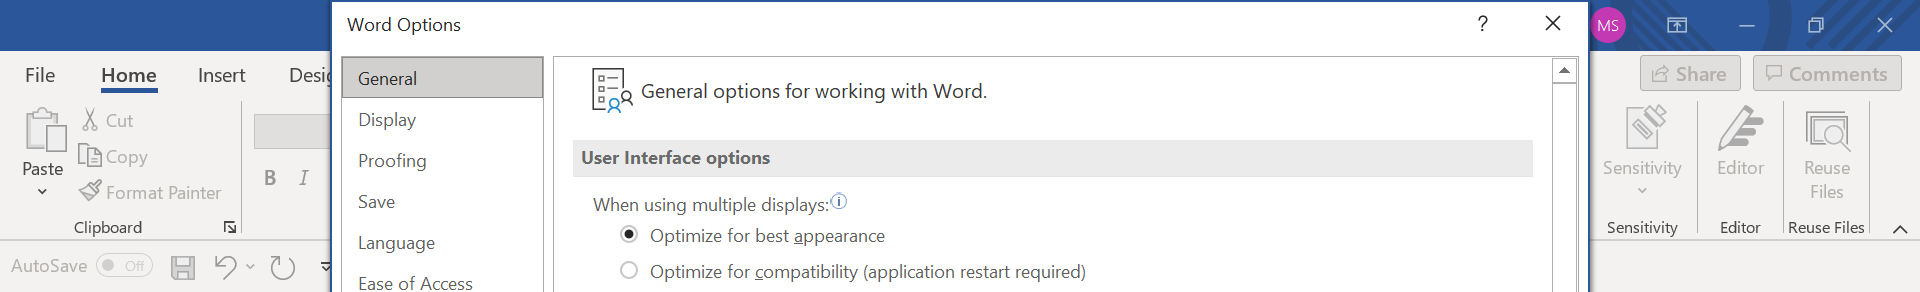 Word Options
?
MS
File
Home
Insert
Desig
General
General options for working with Word.
Share
Comments
Cut
Display
Paste
Copy
Proofing
User Interface options
Sensitivity
Editor
Reuse
Files
B I
Format Painter
Save
When using multiple displays:
Clipboard
Optimize for best appearance
Sensitivity
Editor
Reuse Files
Language
AutoSave Off
Optimize for compatibility (application restart required)
Ease of Access